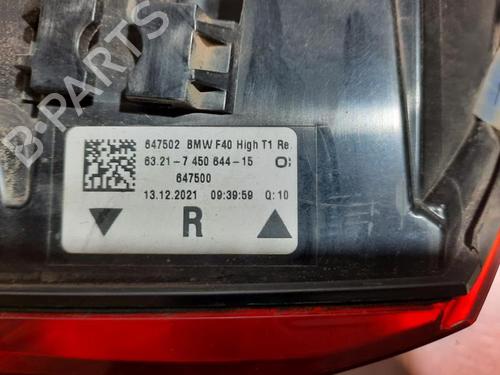 B-PARTS
647502 BMW F40 High T1 Re.
63.21-7 450 644-15
647500
13.12.2021 09:39:59 Q:10
R